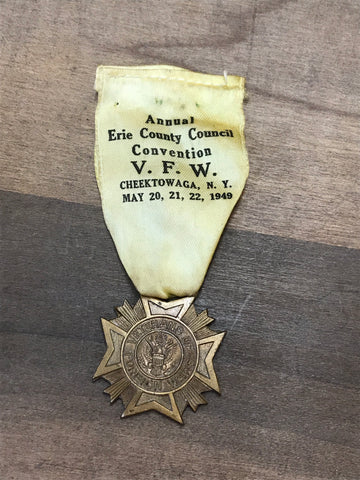 Annual
Erie County Council
Convention
V. F. W.
CHEEKTOWAGA, N. Y.
MAY 20, 21, 22, 1949